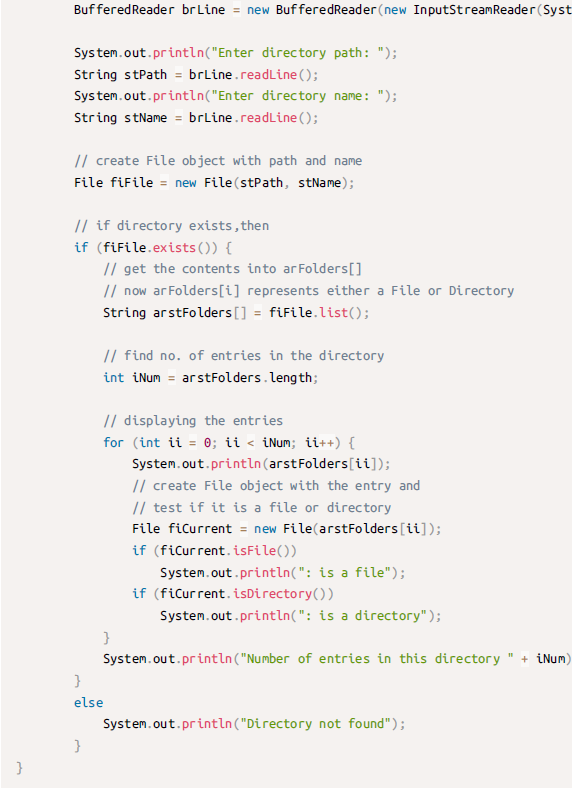 BufferedReader brLine = new BufferedReader(new InputStreamReader(Syst
System.out.println("Enter directory path: ");
String stPath = brLine.readLine();
System.out.println("Enter directory name: ");
String stName = brLine.readLine();
// create File object with path and name
File fiFile = new File(stPath, stName);
// if directory exists,then
if (fiFile.exists()) {
// get the contents into arFolders[]
// now arFolders[i] represents either a File or Directory
String arstFolders[] = fiFile.list();
// find no. of entries in the directory
int iNum = arstFolders.length;
// displaying the entries
for (int ii = 0; ii < iNum; ii++) {
System.out.println(arstFolders[ii]);
// create File object with the entry and
// test if it is a file or directory
File fiCurrent = new File(arstFolders[ii]);
if (fiCurrent.isFile())
System.out.println(": is a file");
if (fiCurrent.isDirectory())
System.out.println(": is a directory");
}
System.out.println("Number of entries in this directory " + iNum)
}
else
System.out.println("Directory not found");
}
}